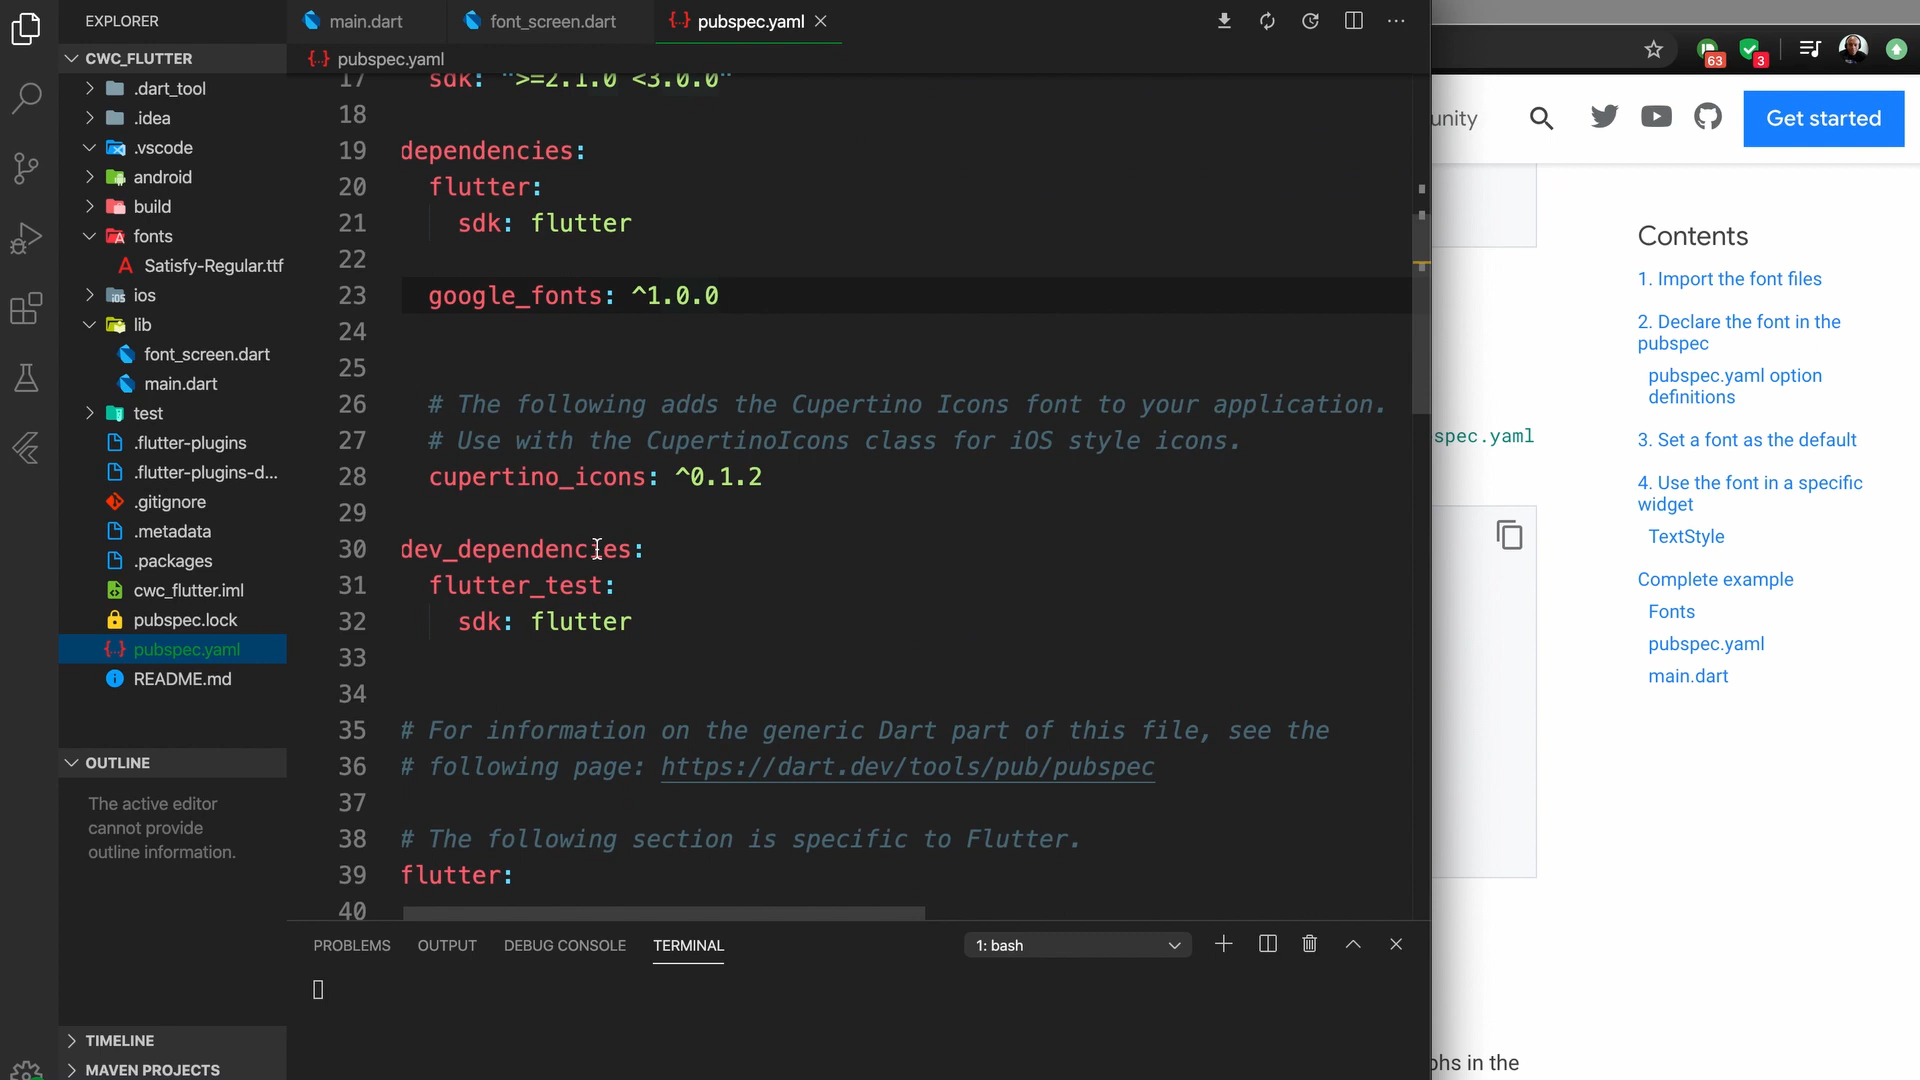 EXPLORER
CWC_FLUTTER
.dart_tool
.idea
.vscode
android
build
fonts
Satisfy-Regular.ttf
ios
lib
font_screen.dart
main.dart
test
.flutter-plugins
.flutter-plugins-d...
.gitignore
.metadata
.packages
cwc_flutter.iml
pubspec.lock
pubspec.yaml
README.md
OUTLINE
The active editor
cannot provide
outline information.
TIMELINE
MAVEN PROJECTS
main.dart
font_screen.dart
pubspec.yaml
pubspec.yaml
17 sdk: ">=2.1.0 <3.0.0"
18
19 dependencies:
20 flutter:
21 sdk: flutter
22
23 google_fonts: ^1.0.0
24
25
26 # The following adds the Cupertino Icons font to your application.
27 # Use with the CupertinoIcons class for iOS style icons.
28 cupertino_icons: ^0.1.2
29
30 dev_dependencies:
31 flutter_test:
32 sdk: flutter
33
34
35 # For information on the generic Dart part of this file, see the
36 # following page: https://dart.dev/tools/pub/pubspec
37
38 # The following section is specific to Flutter.
39 flutter:
40
PROBLEMS OUTPUT DEBUG CONSOLE TERMINAL 1: bash
63 3
unity Get started
Contents
1. Import the font files
2. Declare the font in the
pubspec
pubspec.yaml option
definitions
3. Set a font as the default
4. Use the font in a specific
widget
TextStyle
Complete example
Fonts
pubspec.yaml
main.dart
spec.yaml
phs in the